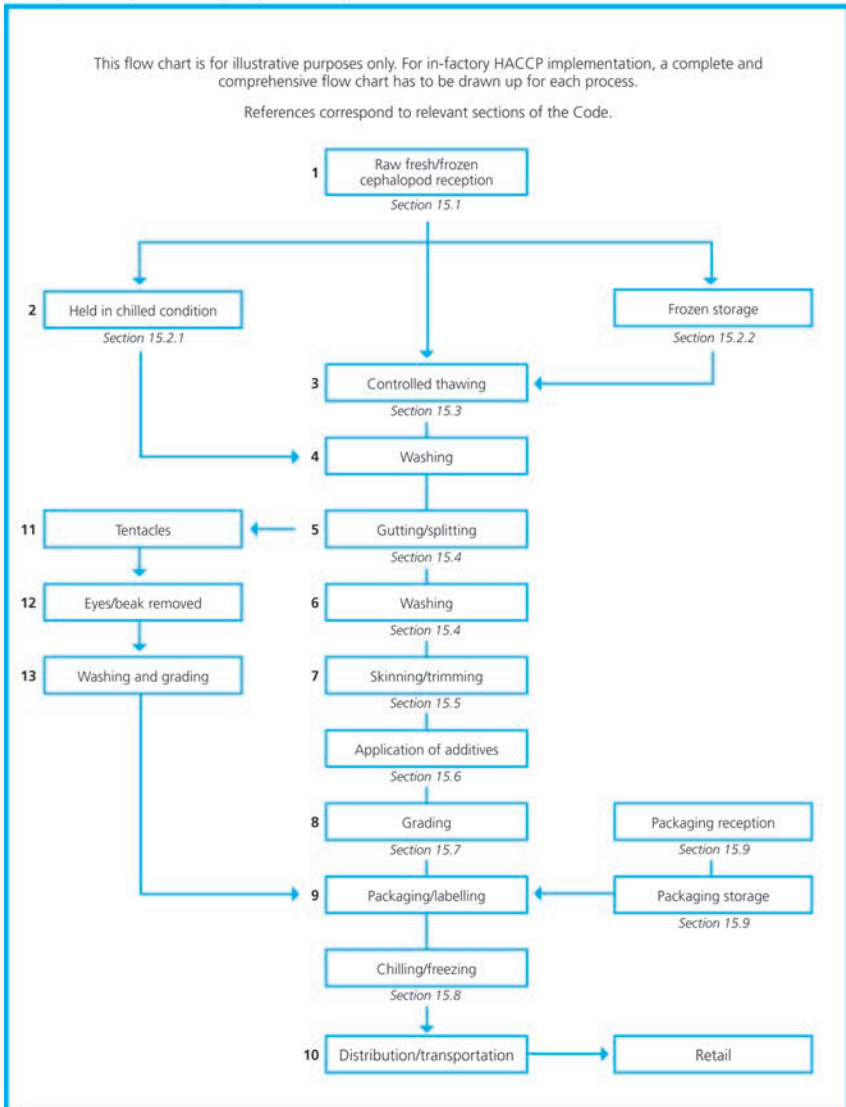 This flow chart is for illustrative purposes only. For in-factory HACCP implementation, a complete and
comprehensive flow chart has to be drawn up for each process.
References correspond to relevant sections of the Code.
1
Raw fresh/frozen
cephalopod reception
Section 15.1
2
Held in chilled condition
Section 15.2.1
Frozen storage
Section 15.2.2
3
Controlled thawing
Section 15.3
4
Washing
11
Tentacles
5
Gutting/splitting
Section 15.4
12
Eyes/beak removed
6
Washing
Section 15.4
13
Washing and grading
7
Skinning/trimming
Section 15.5
Application of additives
Section 15.6
8
Grading
Section 15.7
Packaging reception
Section 15.9
9
Packaging/labelling
Packaging storage
Section 15.9
Chilling/freezing
Section 15.8
10
Distribution/transportation
Retail